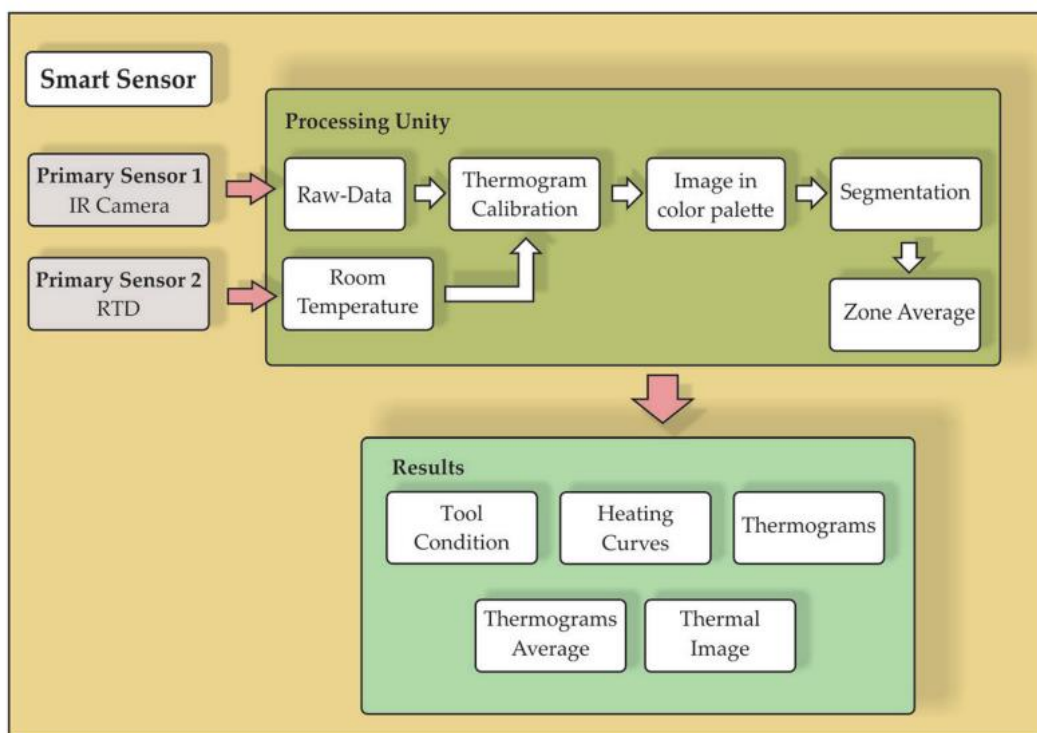 Smart Sensor
Processing Unity
Primary Sensor 1
IR Camera
Raw-Data
Thermogram
Calibration
Image in
color palette
Segmentation
Primary Sensor 2
RTD
Room
Temperature
Zone Average
Results
Tool
Condition
Heating
Curves
Thermograms
Thermograms
Average
Thermal
Image